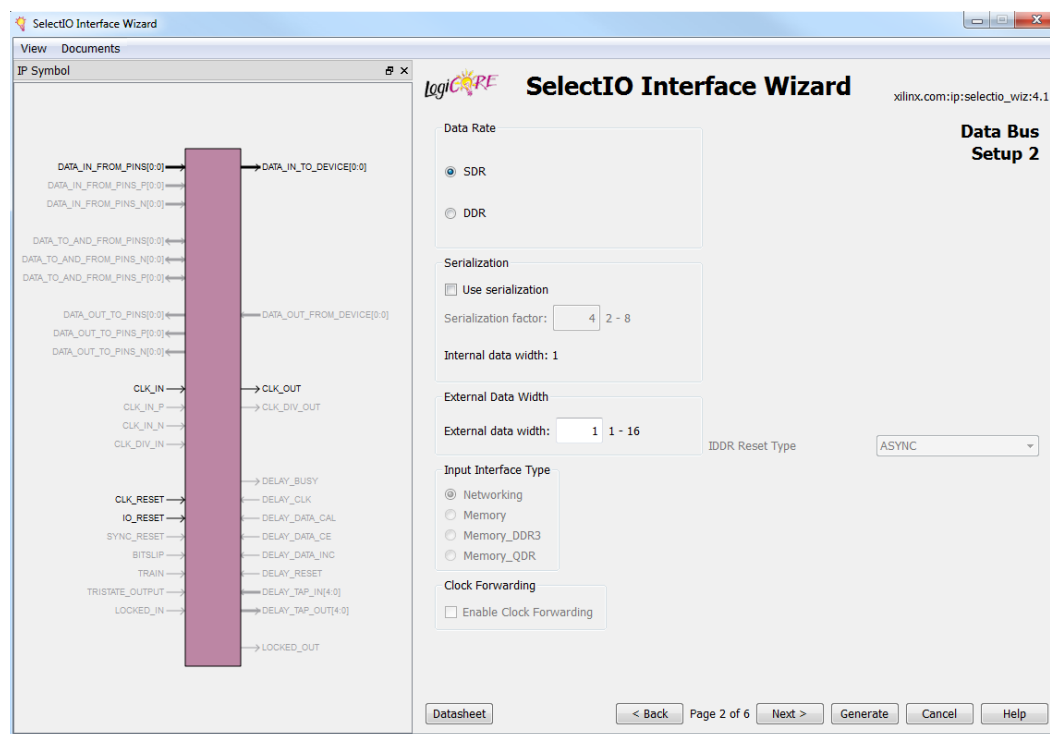 SelectIO Interface Wizard
View Documents
IP Symbol
DATA_IN_FROM_PINS[0:0]
DATA_IN_TO_DEVICE[0:0]
DATA_IN_FROM_PINS_P[0:0]
DATA_IN_FROM_PINS_N[0:0]
DATA_TO_AND_FROM_PINS[0:0]
DATA_TO_AND_FROM_PINS_N[0:0]
DATA_TO_AND_FROM_PINS_P[0:0]
DATA_OUT_TO_PINS[0:0]
DATA_OUT_FROM_DEVICE[0:0]
DATA_OUT_TO_PINS_P[0:0]
DATA_OUT_TO_PINS_N[0:0]
CLK_IN
CLK_OUT
CLK_IN_P
CLK_DIV_OUT
CLK_IN_N
CLK_DIV_IN
DELAY_BUSY
CLK_RESET
DELAY_CLK
IO_RESET
DELAY_DATA_CAL
SYNC_RESET
DELAY_DATA_CE
BITSLIP
DELAY_DATA_INC
TRAIN
DELAY_RESET
TRISTATE_OUTPUT
DELAY_TAP_IN[4:0]
LOCKED_IN
DELAY_TAP_OUT[4:0]
LOCKED_OUT
logiCORE
SelectIO Interface Wizard
xilinx.com:ip:selectio_wiz:4.1
Data Bus
Setup 2
Data Rate
SDR
DDR
Serialization
Use serialization
Serialization factor: 4 2 - 8
Internal data width: 1
External Data Width
External data width: 1 1 - 16
IDDR Reset Type ASYNC
Input Interface Type
Networking
Memory
Memory_DDR3
Memory_QDR
Clock Forwarding
Enable Clock Forwarding
Datasheet
< Back Page 2 of 6 Next > Generate Cancel Help